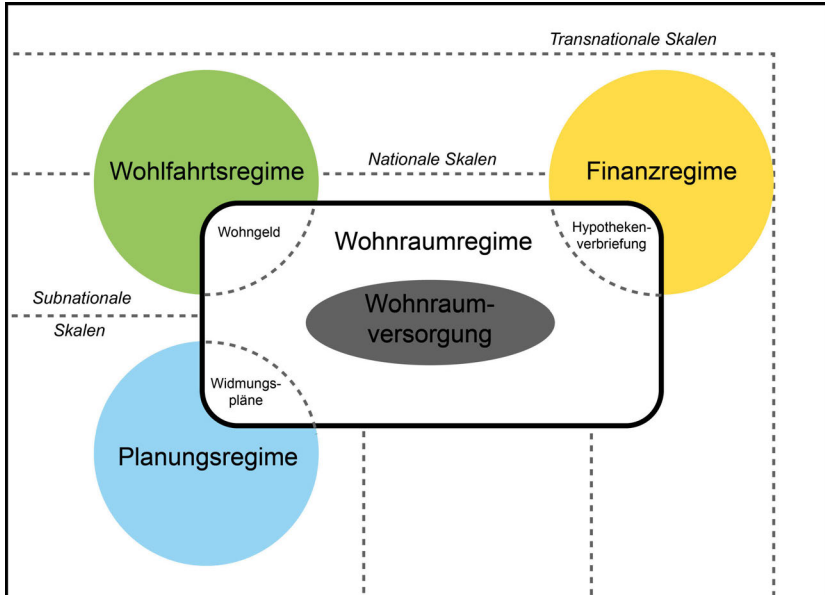 Transnationale Skalen
Nationale Skalen
Wohlfahrtsregime
Finanzregime
Wohngeld
Wohnraumregime
Hypotheken-
verbriefung
Subnationale
Skalen
Wohnraum-
versorgung
Widmungs-
pläne
Planungsregime